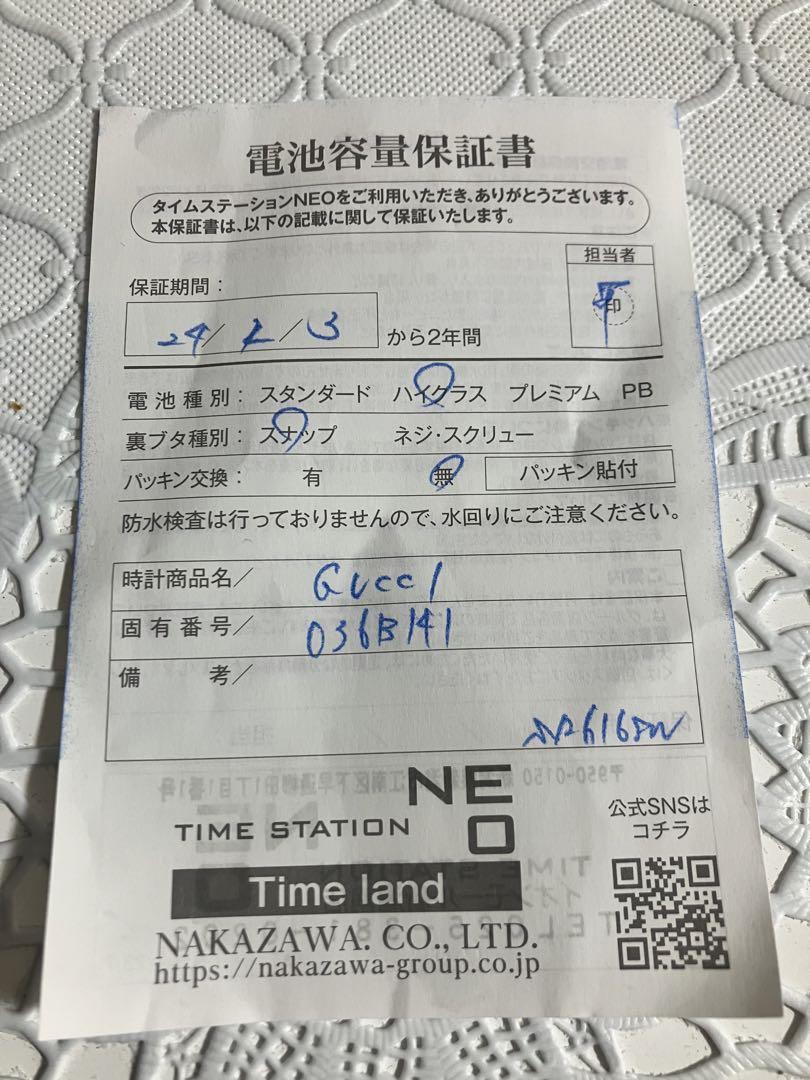 電池容量保証書
タイムステーションNEOをご利用いただき、ありがとうございます。
本保証書は、以下の記載に関して保証いたします。
担当者
印
保証期間：
24/2/3 から2年間
電池種別： スタンダード ハイグラス プレミアム PB
裏ブタ種別： スナップ ネジ・スクリュー
パッキン交換： 有 無 パッキン貼付
防水検査は行っておりませんので、水回りにご注意ください。
時計商品名／ Gucci
固有番号／ 036B141
備考／
616SW
NEO
TIME STATION
公式SNSは
コチラ
Time land
NAKAZAWA. CO., LTD.
https://nakazawa-group.co.jp